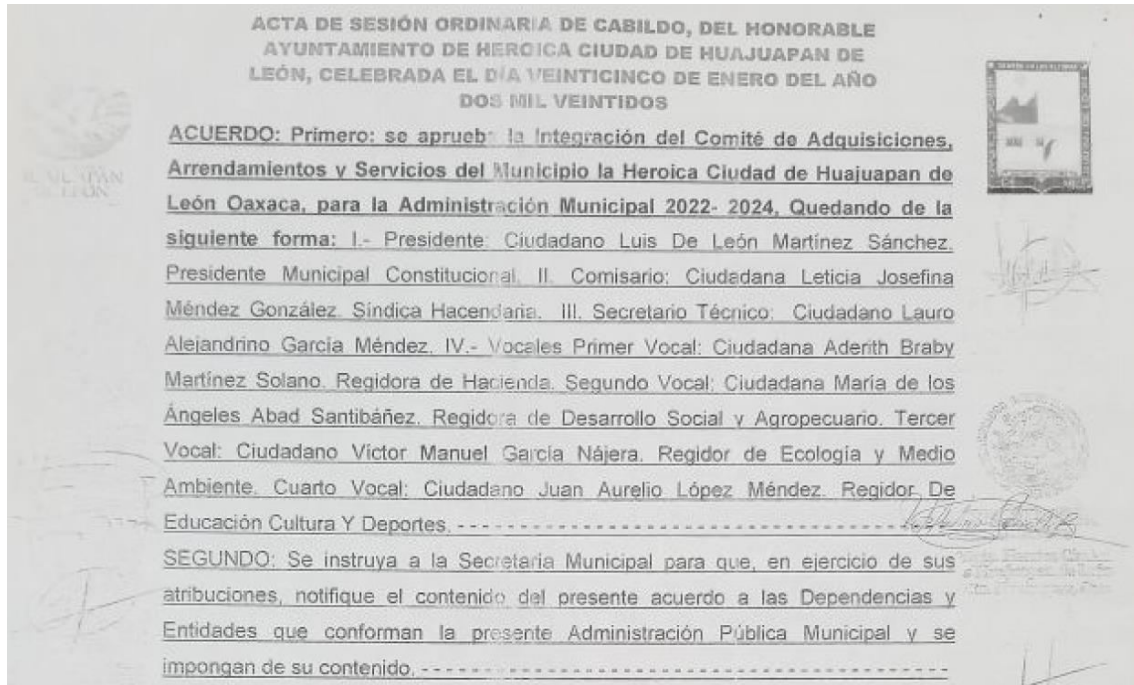 ACTA DE SESIÓN ORDINARIA DE CABILDO, DEL HONORABLE
AYUNTAMIENTO DE HEROICA CIUDAD DE HUAJUAPAN DE
LEÓN, CELEBRADA EL DÍA VEINTICINCO DE ENERO DEL AÑO
DOS MIL VEINTIDOS
ACUERDO: Primero: se aprueba la Integración del Comité de Adquisiciones,
Arrendamientos y Servicios del Municipio la Heroica Ciudad de Huajuapan de
León Oaxaca, para la Administración Municipal 2022- 2024, Quedando de la
siguiente forma: I.- Presidente: Ciudadano Luis De León Martínez Sánchez.
Presidente Municipal Constitucional. II. Comisario: Ciudadana Leticia Josefina
Méndez González. Síndica Hacendaria. III. Secretario Técnico: Ciudadano Lauro
Alejandrino García Méndez. IV.- Vocales Primer Vocal: Ciudadana Aderith Braby
Martínez Solano. Regidora de Hacienda. Segundo Vocal: Ciudadana María de los
Ángeles Abad Santibáñez. Regidora de Desarrollo Social y Agropecuario. Tercer
Vocal: Ciudadano Víctor Manuel García Nájera. Regidor de Ecología y Medio
Ambiente. Cuarto Vocal: Ciudadano Juan Aurelio López Méndez. Regidor De
Educación Cultura Y Deportes. - - - - - - - - - - - - - - - - - - - - - - - - - - - - - - - - - -
SEGUNDO: Se instruya a la Secretaria Municipal para que, en ejercicio de sus
atribuciones, notifique el contenido del presente acuerdo a las Dependencias y
Entidades que conforman la presente Administración Pública Municipal y se
impongan de su contenido. - - - - - - - - - - - - - - - - - - - - - - - - - - - - - - - - - - - - -
HUAJUAPAN
DE LEÓN